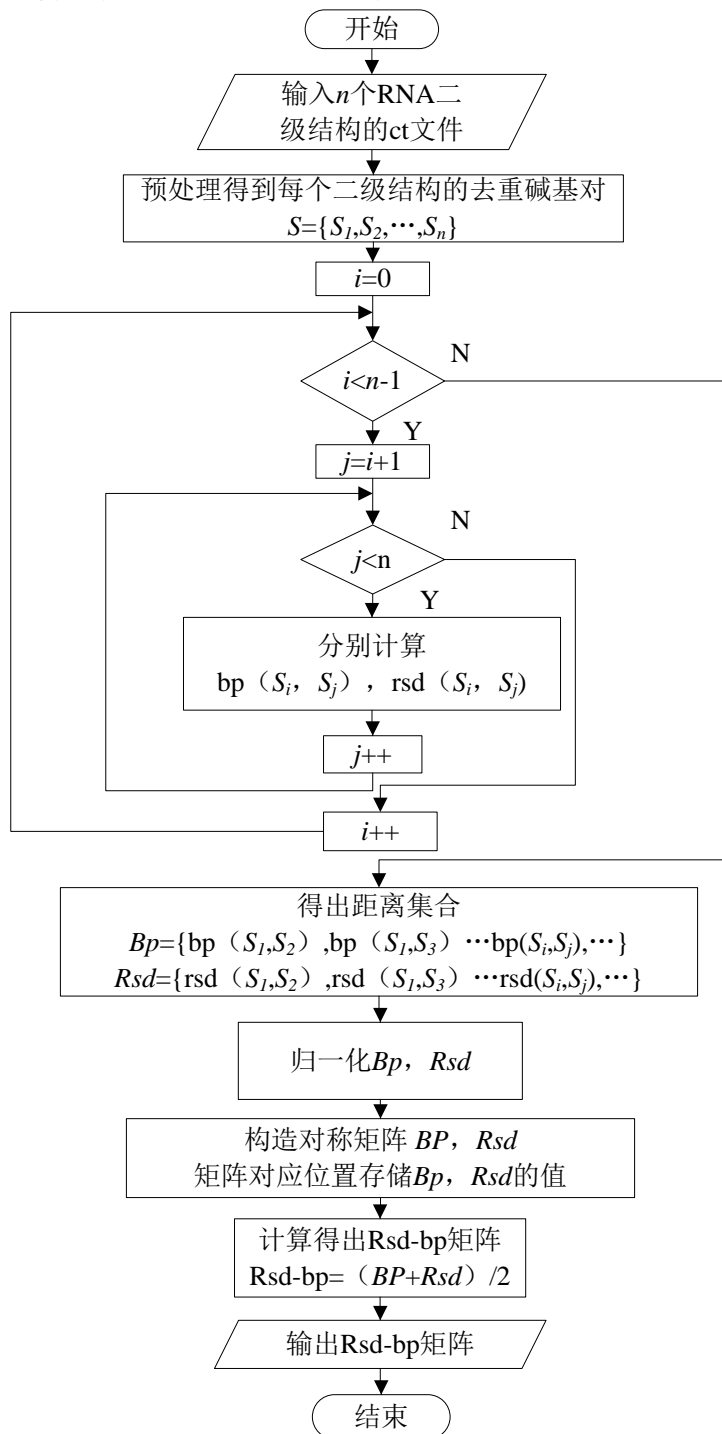 开始
输入n个RNA二
级结构的ct文件
预处理得到每个二级结构的去重碱基对
S={S1,S2,⋯,Sn}
i=0
N
i<n-1
Y
j=i+1
N
j<n
Y
分别计算
bp（Si，Sj），rsd（Si，Sj)
j++
i++
得出距离集合
Bp={bp（S1,S2）,bp（S1,S3）⋯bp(Si,Sj),⋯}
Rsd={rsd（S1,S2）,rsd（S1,S3）⋯rsd(Si,Sj),⋯}
归一化Bp，Rsd
构造对称矩阵 BP，Rsd
矩阵对应位置存储Bp，Rsd的值
计算得出Rsd-bp矩阵
Rsd-bp=（BP+Rsd）/2
输出Rsd-bp矩阵
结束